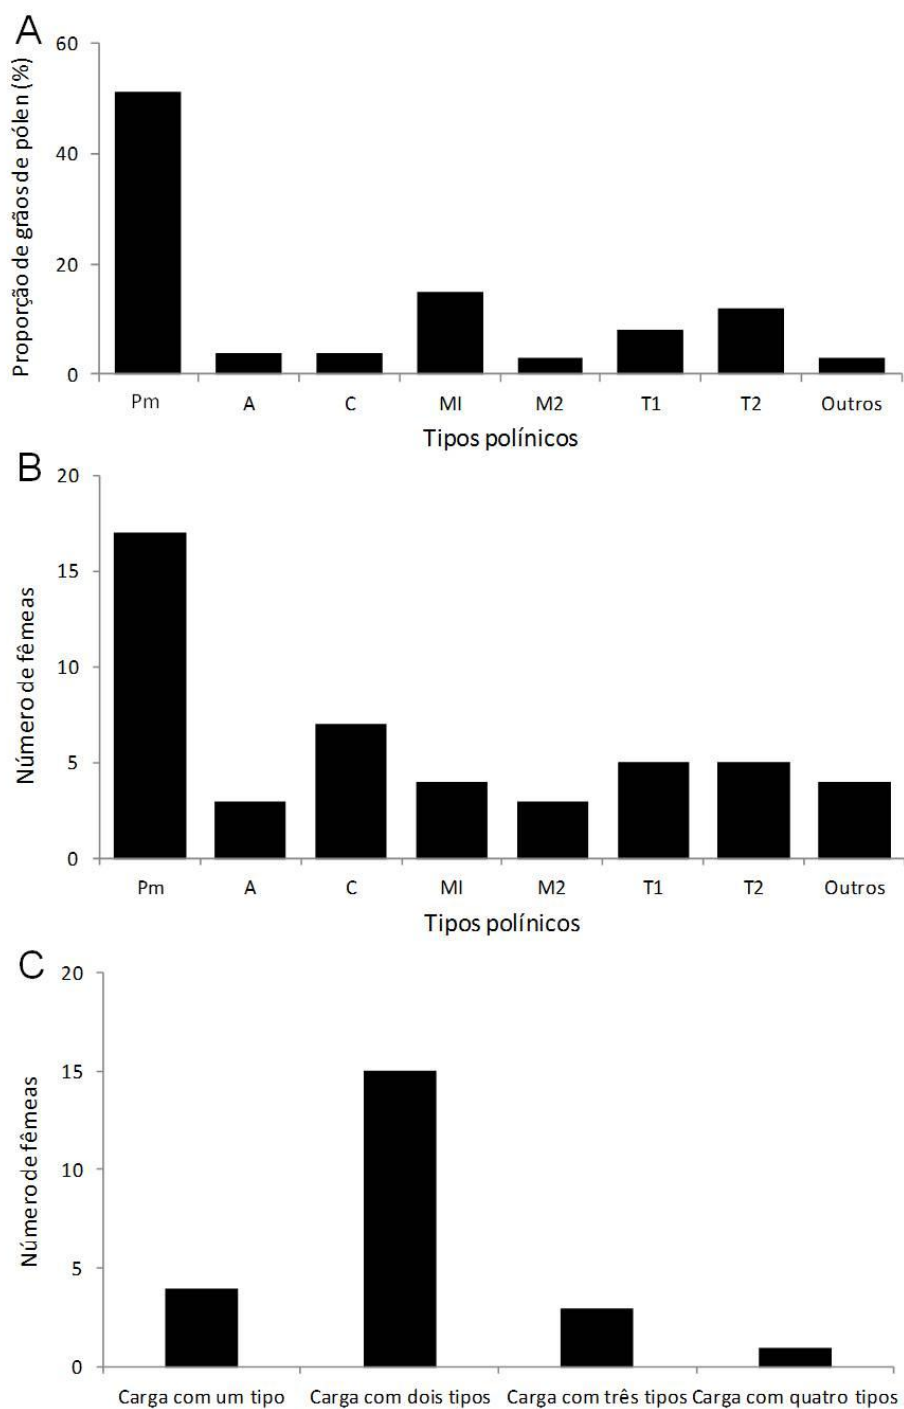 A
Proporção de grãos de pólen (%)
60
40
20
0
Pm A C MI M2 T1 T2 Outros
Tipos polínicos
B
Número de fêmeas
20
15
10
5
0
Pm A C MI M2 T1 T2 Outros
Tipos polínicos
C
Número de fêmeas
20
15
10
5
0
Carga com um tipo Carga com dois tipos Carga com três tipos Carga com quatro tipos